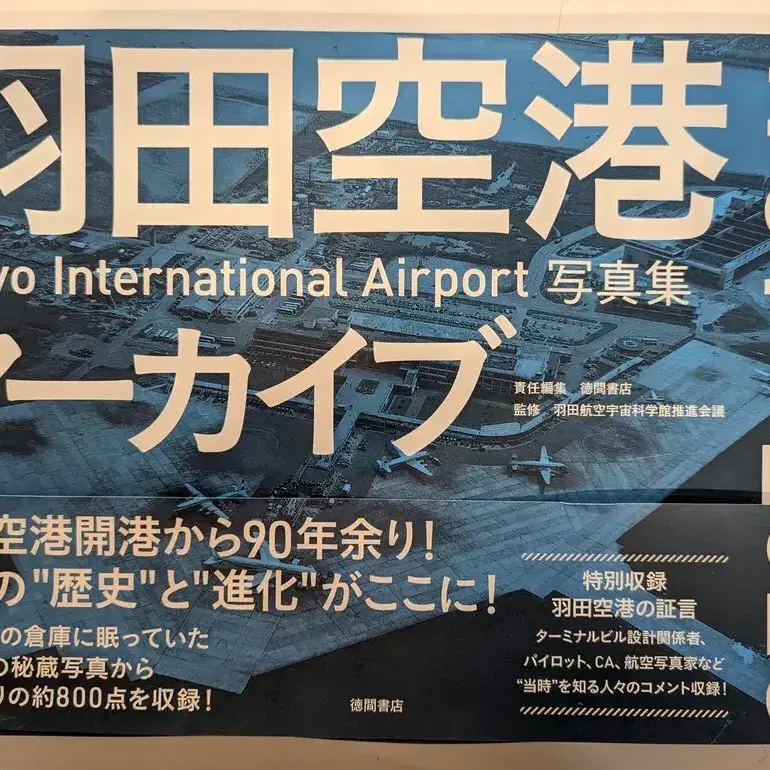 羽田空港
yo International Airport 写真集
アーカイブ
責任編集 徳間書店
監修 羽田航空宇宙科学館推進会議
空港開港から90年余り!
の"歴史"と"進化"がここに!
の倉庫に眠っていた
の秘蔵写真から
りの約800点を収録!
特別収録
羽田空港の証言
ターミナルビル設計関係者、
パイロット、CA、航空写真家など
"当時"を知る人々のコメント収録!
徳間書店